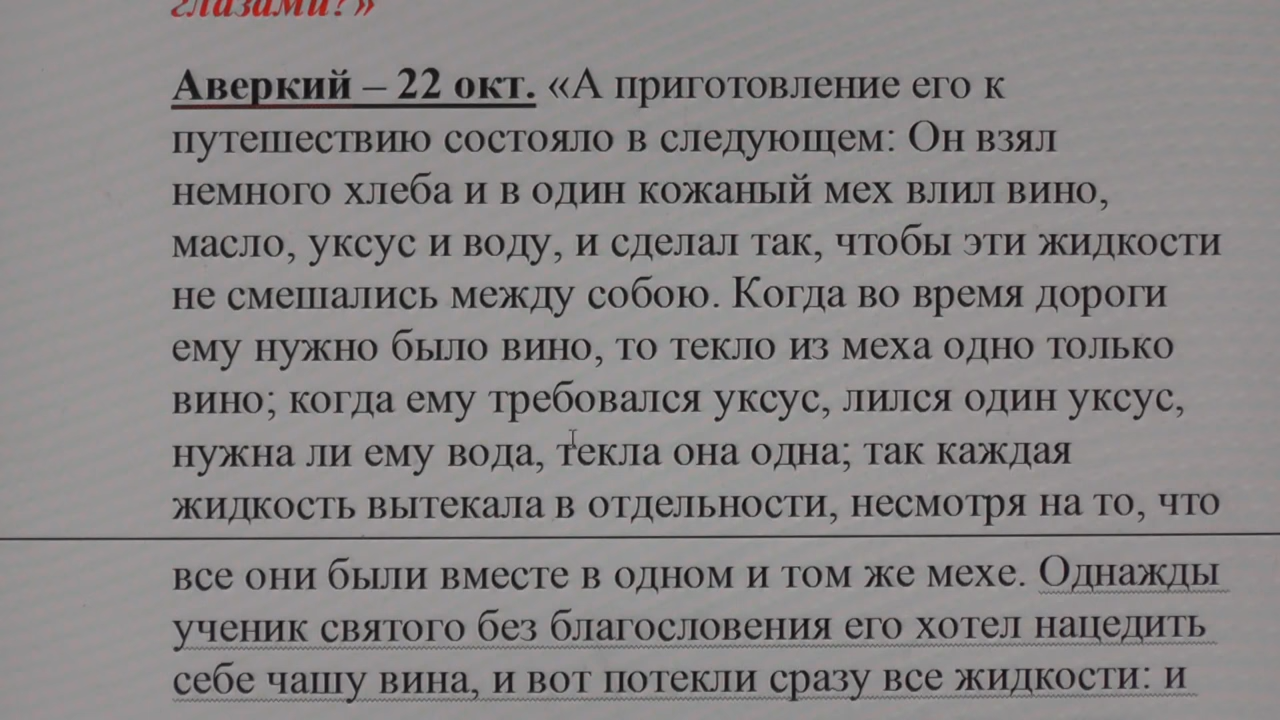 глазами?»
Аверкий – 22 окт. «А приготовление его к
путешествию состояло в следующем: Он взял
немного хлеба и в один кожаный мех влил вино,
масло, уксус и воду, и сделал так, чтобы эти жидкости
не смешались между собою. Когда во время дороги
ему нужно было вино, то текло из меха одно только
вино; когда ему требовался уксус, лился один уксус,
нужна ли ему вода, текла она одна; так каждая
жидкость вытекала в отдельности, несмотря на то, что
все они были вместе в одном и том же мехе. Однажды
ученик святого без благословения его хотел нацедить
себе чашу вина, и вот потекли сразу все жидкости: и